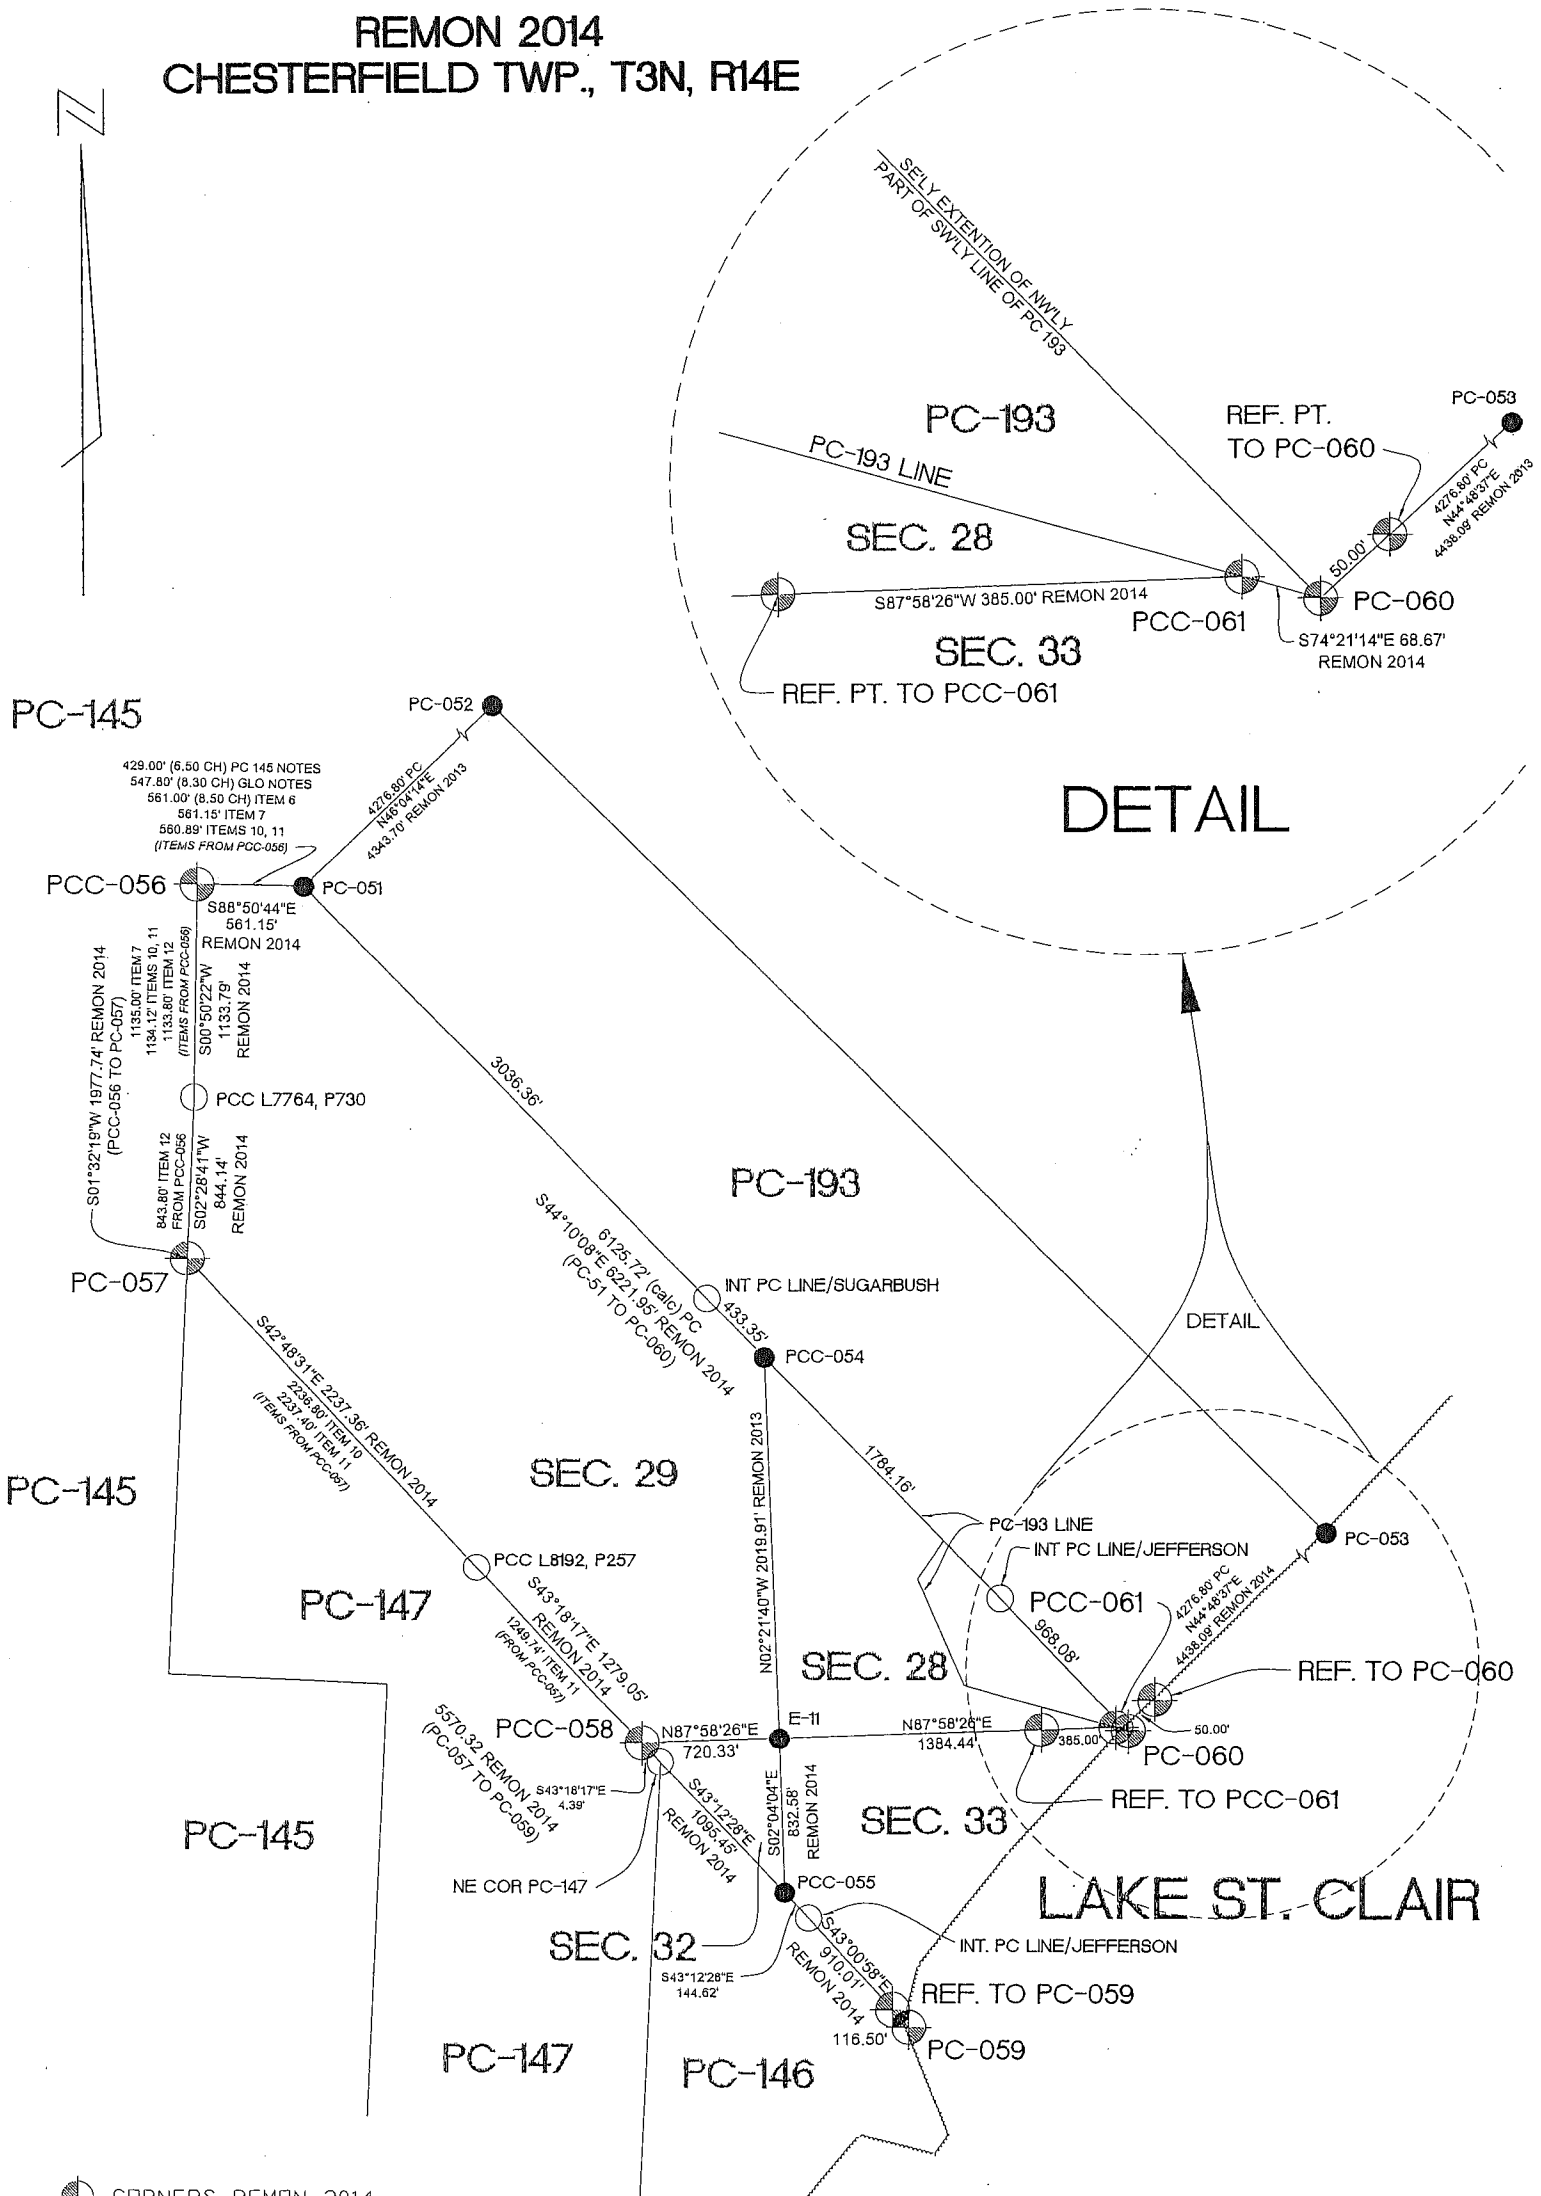 REMON 2014
CHESTERFIELD TWP., T3N, R14E
N
SE'LY EXTENTION OF NW'LY
PART OF SW'LY LINE OF PC 193
PC-193
PC-193 LINE
SEC. 28
REF. PT.
TO PC-060
PC-053
4276.80' PC
N44°48'37"E
4438.09' REMON 2013
50.00'
PC-060
S87°58'26"W 385.00' REMON 2014
PCC-061
S74°21'14"E 68.67'
REMON 2014
SEC. 33
REF. PT. TO PCC-061
DETAIL
PC-145
PC-052
429.00' (6.50 CH) PC 145 NOTES
547.80' (8.30 CH) GLO NOTES
561.00' (8.50 CH) ITEM 6
561.15' ITEM 7
560.89' ITEMS 10, 11
(ITEMS FROM PCC-056)
4276.80' PC
N46°04'14"E
4343.70' REMON 2013
PCC-056
PC-051
S88°50'44"E
561.15'
REMON 2014
S01°32'19"W 1977.74' REMON 2014
(PCC-056 TO PC-057)
1135.00' ITEM 7
1134.12' ITEMS 10, 11
1133.80' ITEM 12
(ITEMS FROM PCC-056)
S00°50'22"W
1133.79'
REMON 2014
PCC L7764, P730
843.80' ITEM 12
FROM PCC-056
S02°28'41"W
844.14'
REMON 2014
PC-057
3036.36'
PC-193
6125.72' (calc) PC
S44°10'08"E 6221.95' REMON 2014
(PC-51 TO PC-060)
INT PC LINE/SUGARBUSH
433.35'
PCC-054
DETAIL
S42°48'31"E 2237.36' REMON 2014
2236.80' ITEM 10
2237.40' ITEM 11
(ITEMS FROM PCC-057)
PC-145
SEC. 29
N02°21'40"W 2019.91' REMON 2013
1784.16'
PC-193 LINE
INT PC LINE/JEFFERSON
PC-053
PCC L8192, P257
PC-147
S43°18'17"E 1279.05'
REMON 2014
1249.74' ITEM 11
(FROM PCC-057)
PCC-061
4276.80' PC
N44°48'37"E
4438.09' REMON 2014
968.08'
SEC. 28
REF. TO PC-060
5570.32 REMON 2014
(PC-057 TO PC-059)
PCC-058
N87°58'26"E
720.33'
E-11
N87°58'26"E
1384.44'
385.00'
50.00'
PC-060
REF. TO PCC-061
S43°18'17"E
4.39'
S43°12'28"E
1095.45'
REMON 2014
S02°04'04"E
832.58'
REMON 2014
SEC. 33
PC-145
NE COR PC-147
PCC-055
LAKE ST. CLAIR
SEC. 32
INT. PC LINE/JEFFERSON
S43°12'28"E
144.62'
S43°00'58"E
910.01'
REMON 2014
REF. TO PC-059
116.50'
PC-059
PC-147
PC-146
CORNERS REMON 2014